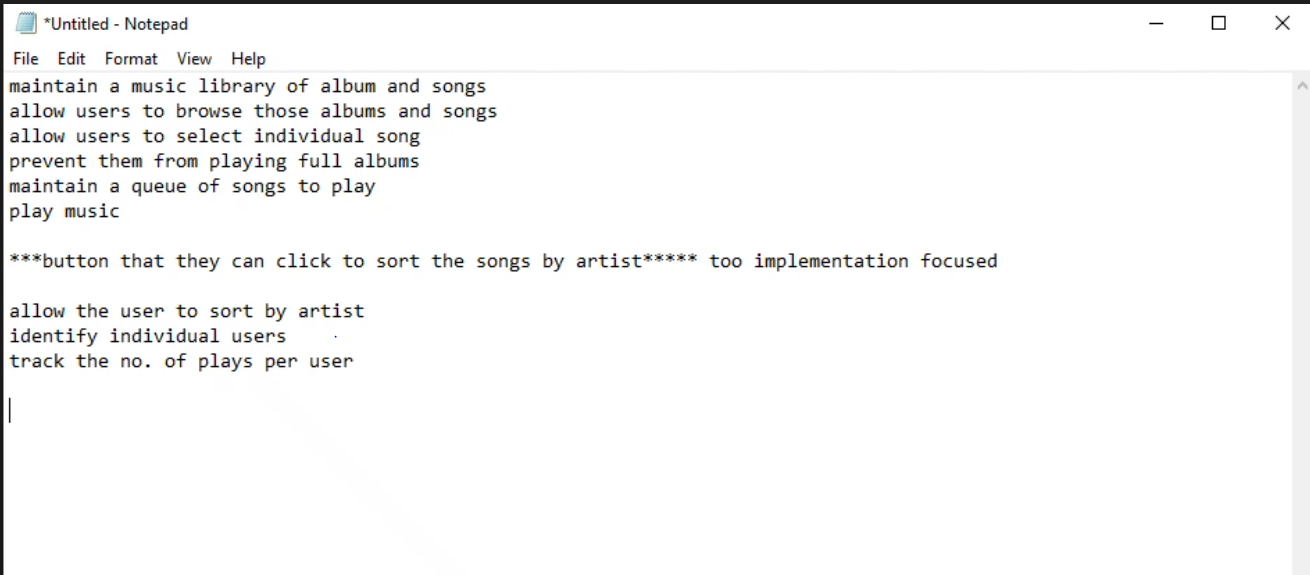 *Untitled - Notepad
File Edit Format View Help
maintain a music library of album and songs
allow users to browse those albums and songs
allow users to select individual song
prevent them from playing full albums
maintain a queue of songs to play
play music
***button that they can click to sort the songs by artist***** too implementation focused
allow the user to sort by artist
identify individual users
track the no. of plays per user